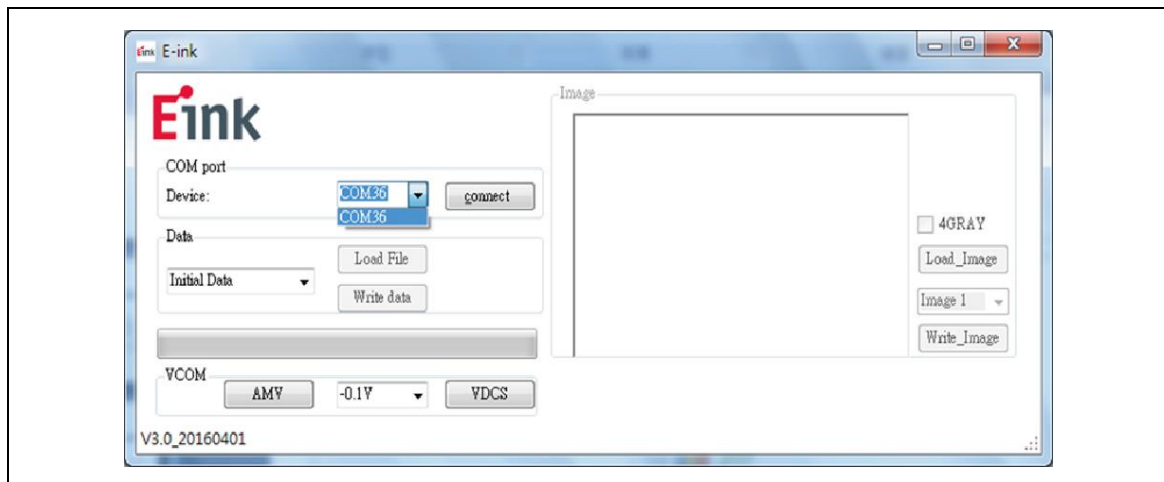 Eink E-ink
Eink
COM port
Device:
COM36
connect
COM36
Data
Initial Data
Load File
Write data
VCOM
AMV
-0.1V
VDCS
V3.0_20160401
Image
4GRAY
Load_Image
Image 1
Write_Image